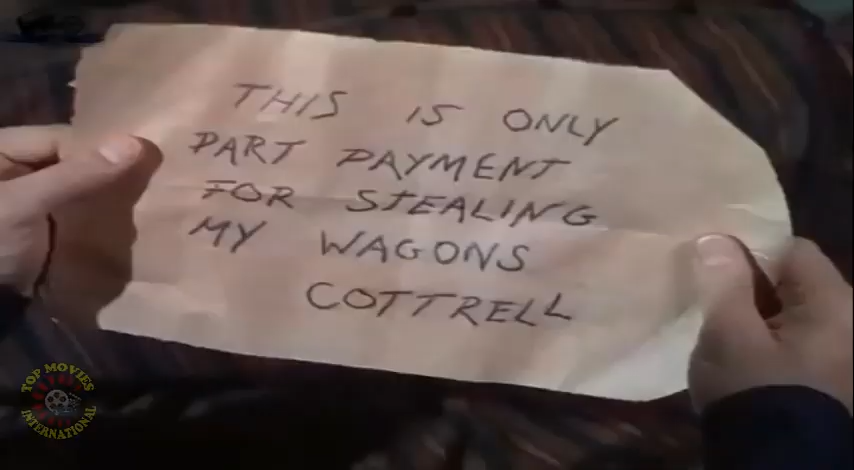 THIS IS ONLY
PART PAYMENT
FOR STEALING
MY WAGONS
COTTRELL
TOP MOVIES
INTERNATIONAL